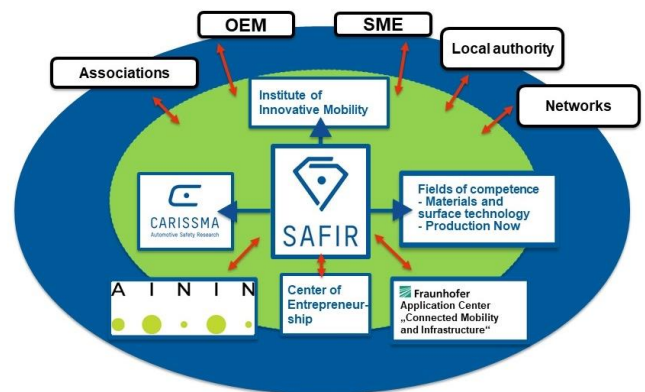 OEM
SME
Local authority
Associations
Networks
Institute of
Innovative Mobility
CARISSMA
Automotive Safety Research
SAFIR
Fields of competence
- Materials and
surface technology
- Production Now
A I N I N
Center of
Entrepreneur-
ship
Fraunhofer
Application Center
„Connected Mobility
and Infrastructure“